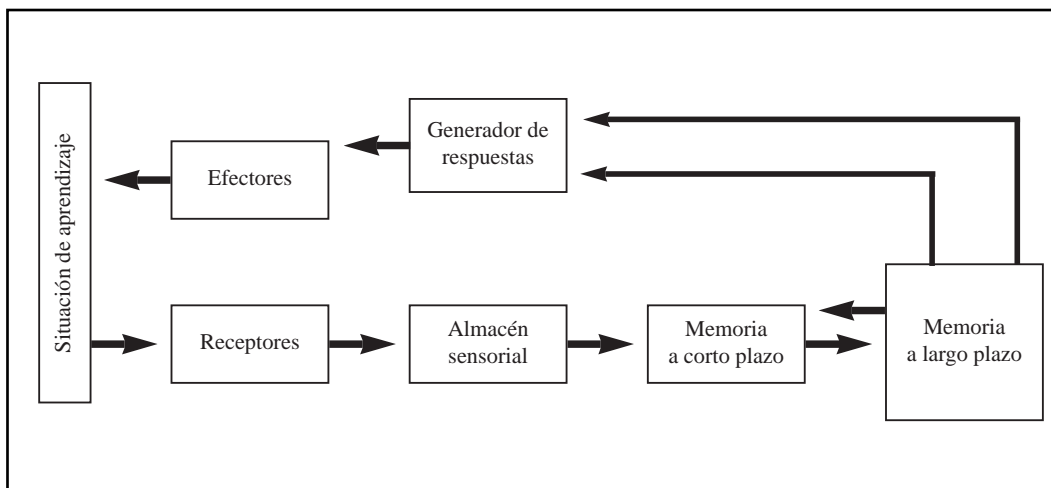 Situación de aprendizaje
Generador de
respuestas
Efectores
Receptores
Almacén
sensorial
Memoria
a corto plazo
Memoria
a largo plazo